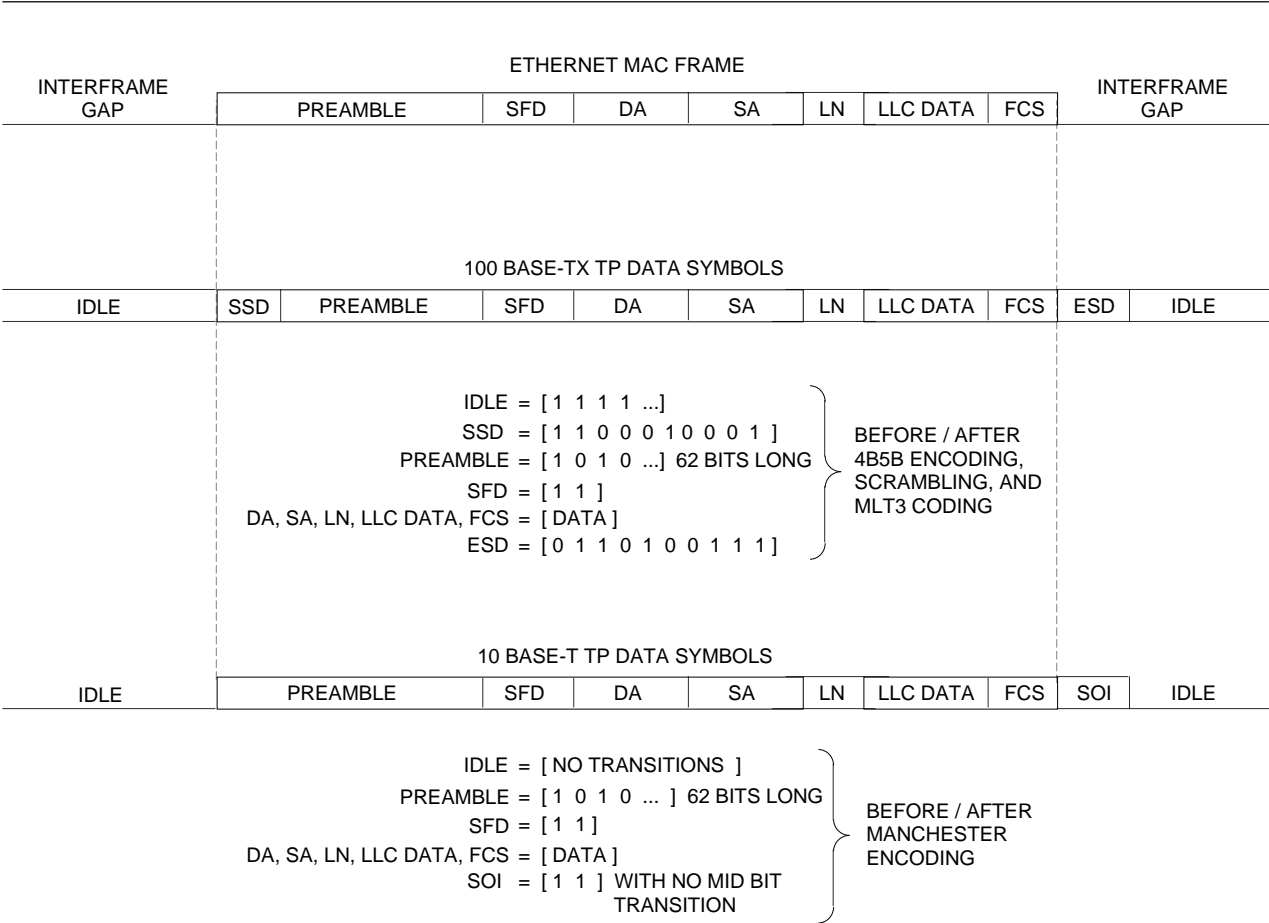 ETHERNET MAC FRAME
INTERFRAME
GAP
PREAMBLE SFD DA SA LN LLC DATA FCS
INTERFRAME
GAP
100 BASE-TX TP DATA SYMBOLS
IDLE SSD PREAMBLE SFD DA SA LN LLC DATA FCS ESD IDLE
IDLE = [ 1 1 1 1 ...]
SSD = [ 1 1 0 0 0 1 0 0 0 1 ]
PREAMBLE = [ 1 0 1 0 ...] 62 BITS LONG
SFD = [ 1 1 ]
DA, SA, LN, LLC DATA, FCS = [ DATA ]
ESD = [ 0 1 1 0 1 0 0 1 1 1 ]
BEFORE / AFTER
4B5B ENCODING,
SCRAMBLING, AND
MLT3 CODING
10 BASE-T TP DATA SYMBOLS
IDLE PREAMBLE SFD DA SA LN LLC DATA FCS SOI IDLE
IDLE = [ NO TRANSITIONS ]
PREAMBLE = [ 1 0 1 0 ... ] 62 BITS LONG
SFD = [ 1 1 ]
DA, SA, LN, LLC DATA, FCS = [ DATA ]
SOI = [ 1 1 ] WITH NO MID BIT
TRANSITION
BEFORE / AFTER
MANCHESTER
ENCODING